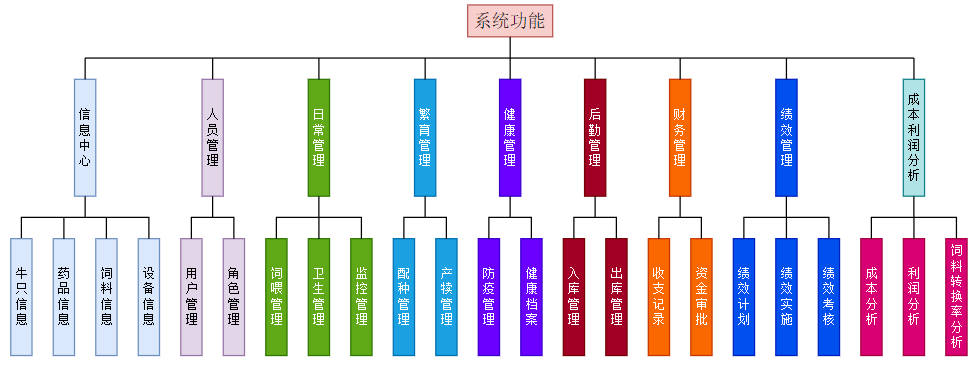 系统功能
信息中心
人员管理
日常管理
繁育管理
健康管理
后勤管理
财务管理
绩效管理
成本利润分析
牛只信息
药品信息
饲料信息
设备信息
用户管理
角色管理
词喂管理
卫生管理
监控管理
配种管理
产犊管理
防疫管理
健康档案
入库管理
出库管理
收支记录
资金审批
绩效计划
绩效实施
绩效考核
成本分析
利润分析
饲料转换率分析